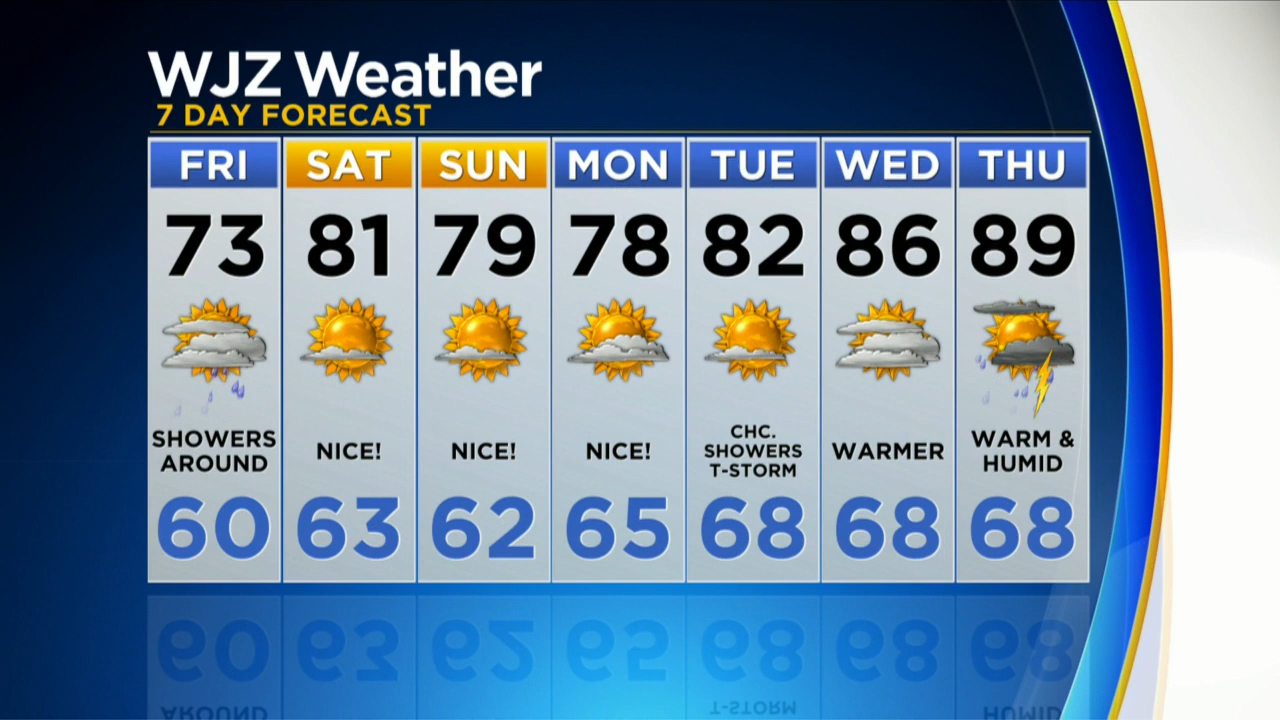 WJZ Weather
7 DAY FORECAST
FRI SAT SUN MON TUE WED THU
73 81 79 78 82 86 89
SHOWERS
AROUND
NICE!
NICE!
NICE!
CHC.
SHOWERS
T-STORM
WARMER
WARM &
HUMID
60 63 62 65 68 68 68